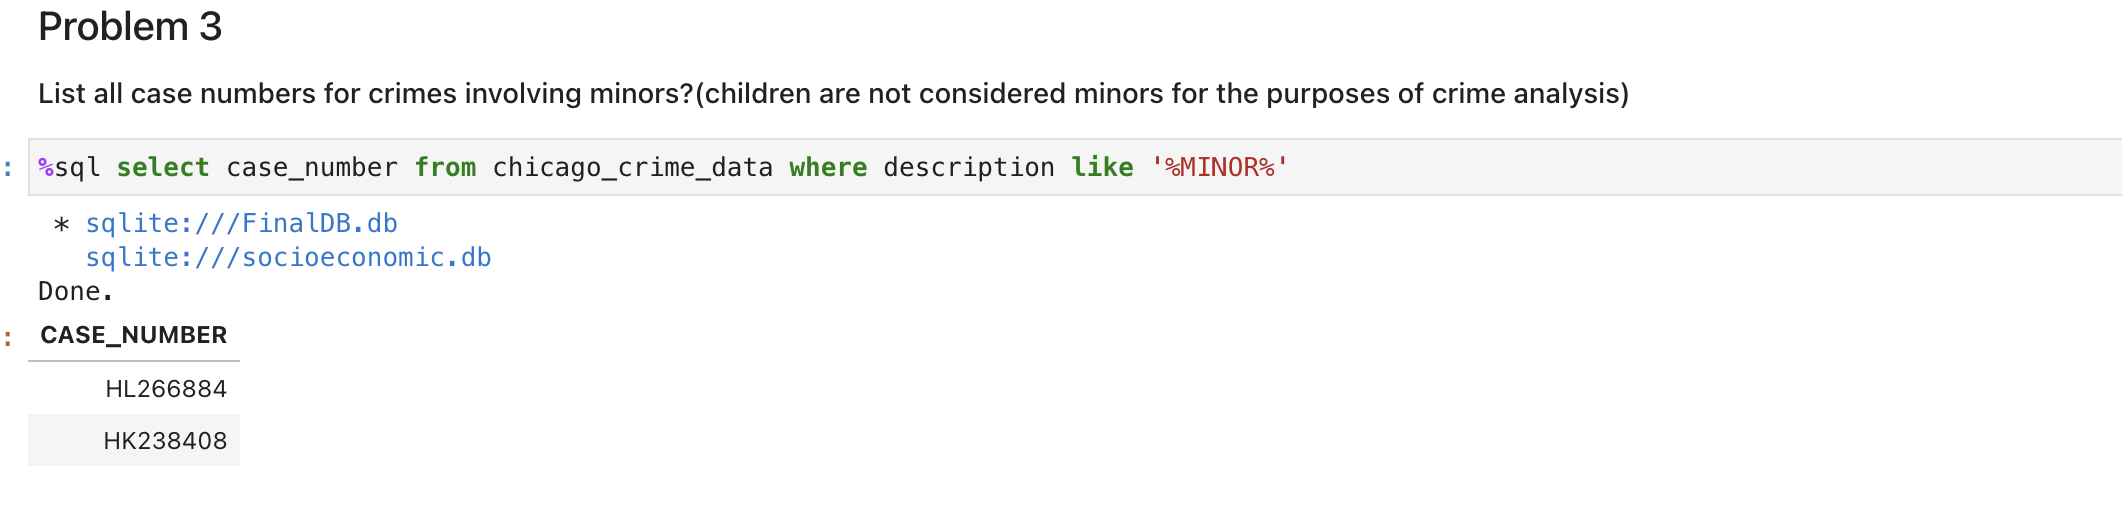 Problem 3
List all case numbers for crimes involving minors?(children are not considered minors for the purposes of crime analysis)
: %sql select case_number from chicago_crime_data where description like '%MINOR%'
* sqlite:///FinalDB.db
sqlite:///socioeconomic.db
Done.
: CASE_NUMBER
HL266884
HK238408